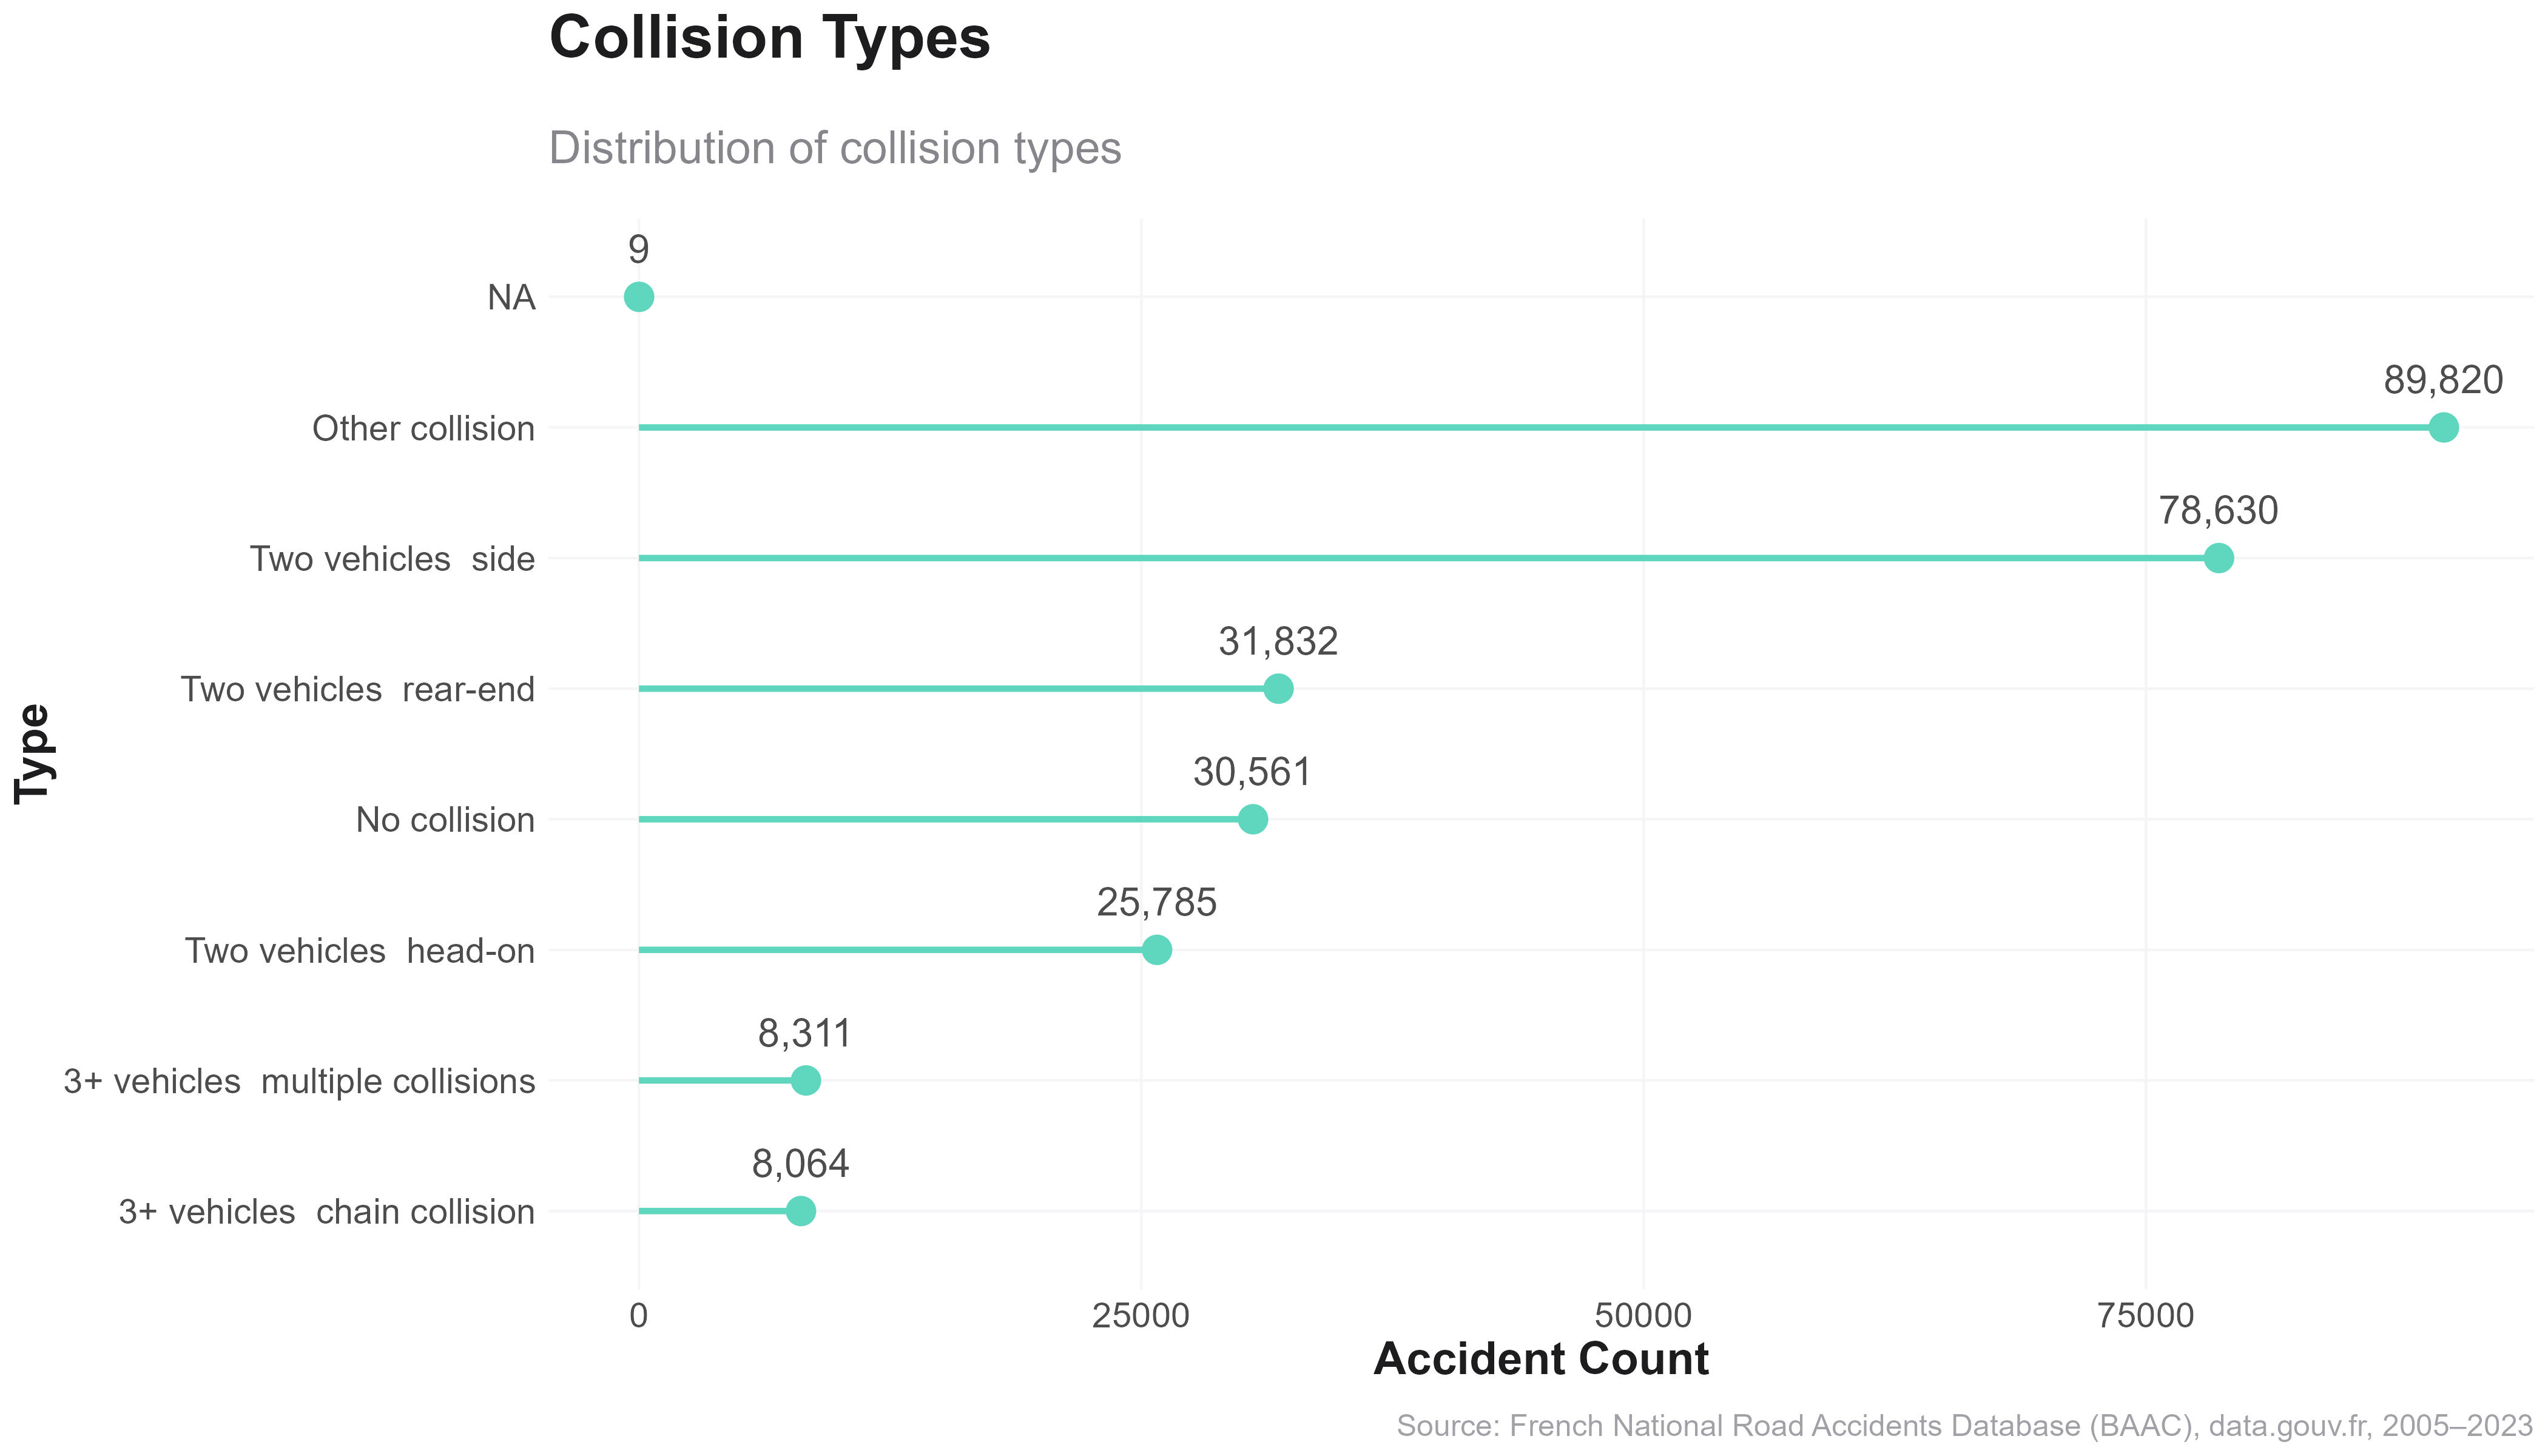 Collision Types
Distribution of collision types
9
NA
89,820
Other collision
78,630
Two vehicles  side
31,832
Two vehicles  rear-end
30,561
No collision
25,785
Two vehicles  head-on
8,311
3+ vehicles  multiple collisions
8,064
3+ vehicles  chain collision
Type
0 25000 50000 75000
Accident Count
Source: French National Road Accidents Database (BAAC), data.gouv.fr, 2005–2023